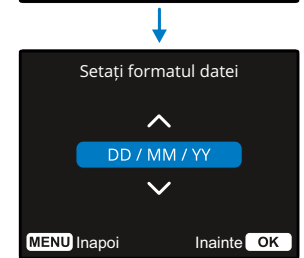 Setați formatul datei
DD / MM / YY
MENU Inapoi Inainte OK